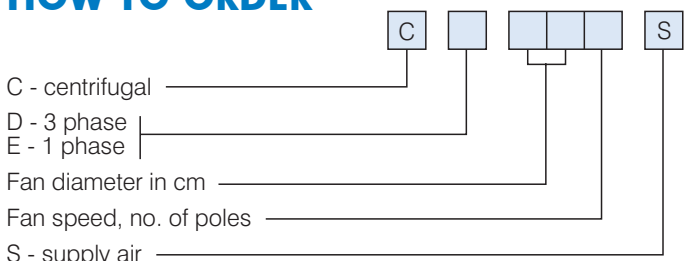 HOW TO ORDER
C S
C - centrifugal
D - 3 phase
E - 1 phase
Fan diameter in cm
Fan speed, no. of poles
S - supply air